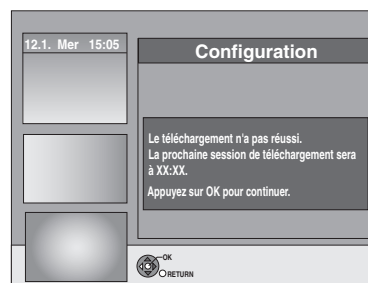 12.1. Mer 15:05
Configuration
Le téléchargement n'a pas réussi.
La prochaine session de téléchargement sera
à XX:XX.
Appuyez sur OK pour continuer.
OK
RETURN